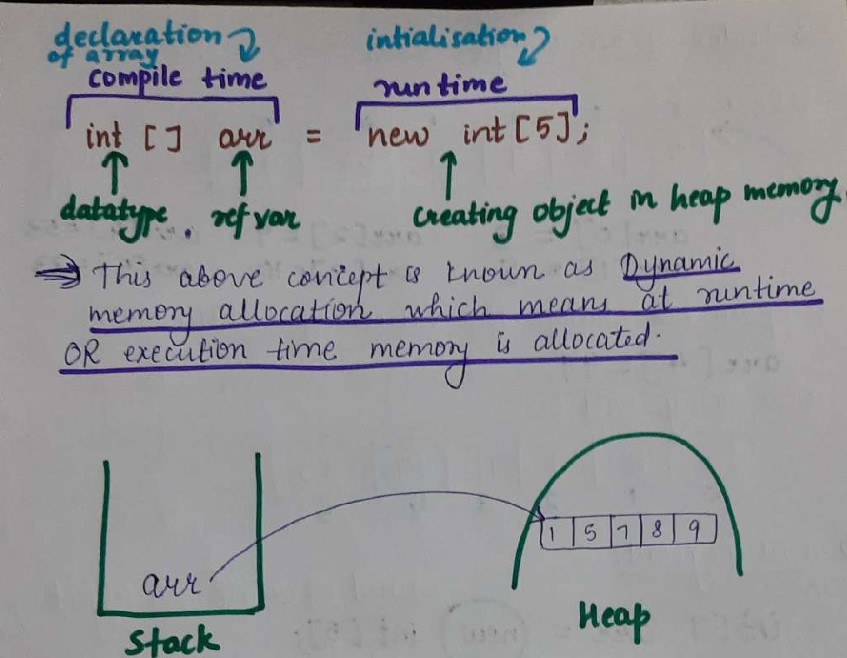 declaration of array
intialisation
compile time
runtime
int [] arr = new int[5];
datatype. ref var
creating object in heap memory.
This above concept is known as Dynamic
memory allocation which means at runtime
OR execution time memory is allocated.
1 5 7 8 9
arr
Stack
Heap